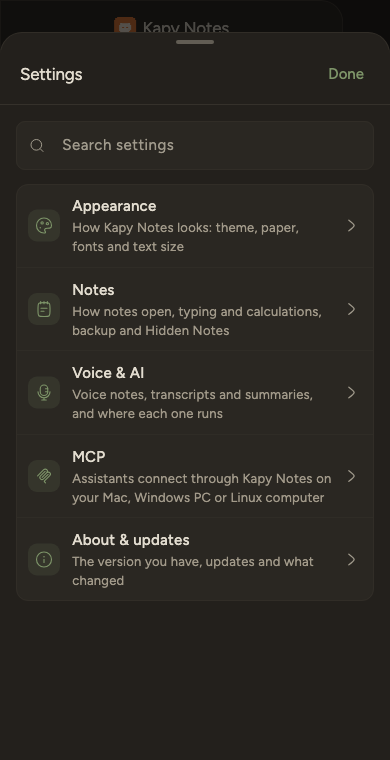 Kapy Notes
Settings
Done
Search settings
Appearance
How Kapy Notes looks: theme, paper,
fonts and text size
Notes
How notes open, typing and calculations,
backup and Hidden Notes
Voice & AI
Voice notes, transcripts and summaries,
and where each one runs
MCP
Assistants connect through Kapy Notes on
your Mac, Windows PC or Linux computer
About & updates
The version you have, updates and what
changed